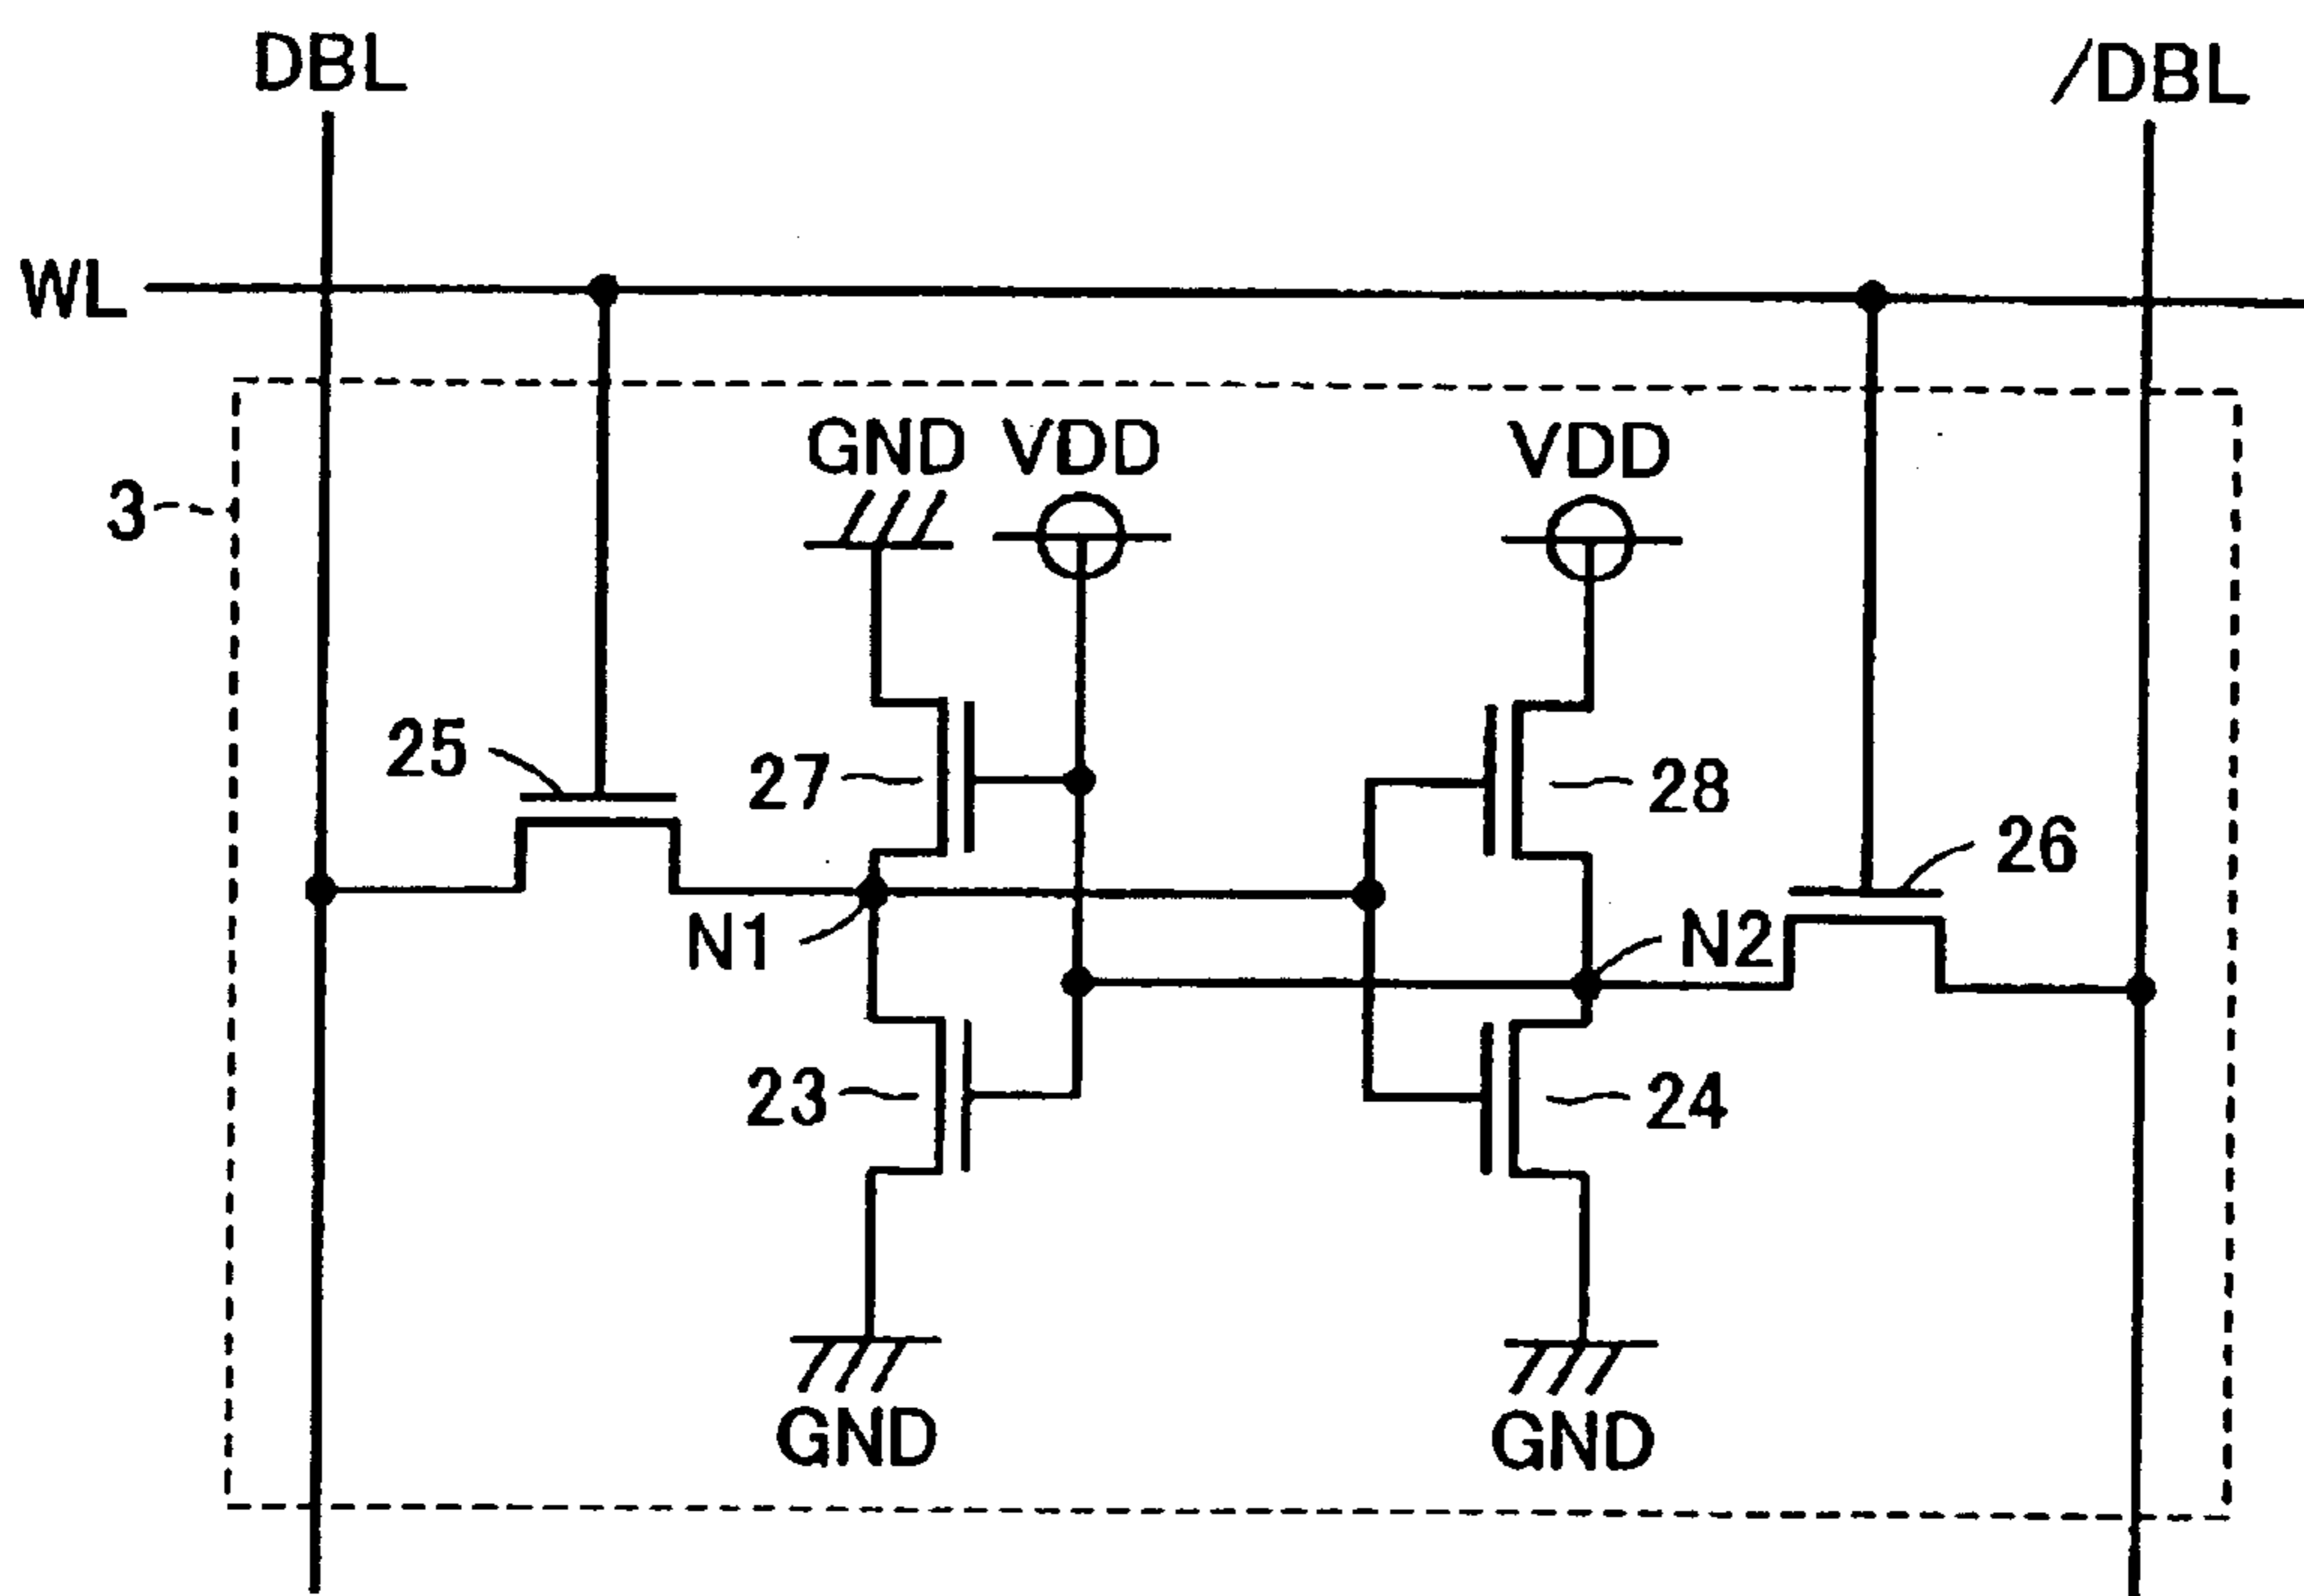 DBL /DBL
WL
GND VDD VDD
3
25 27 28
26
N1 N2
23 24
GND GND